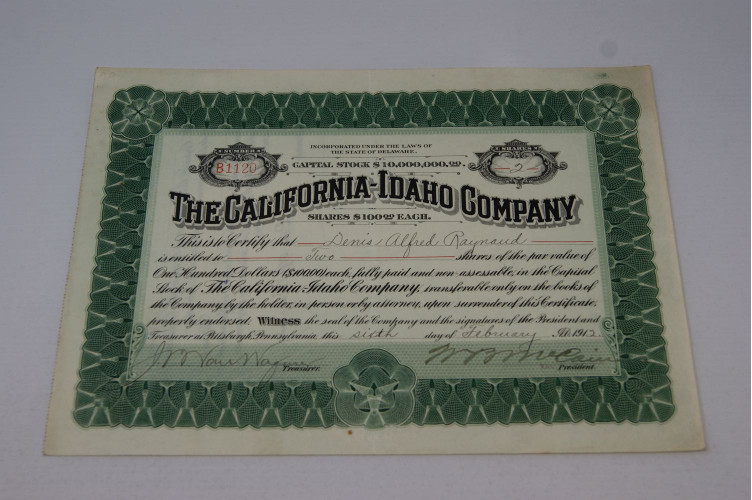 INCORPORATED UNDER THE LAWS OF
THE STATE OF DELAWARE.
NUMBER
B1120
SHARES
2
CAPITAL STOCK $10,000,000.00
THE CALIFORNIA-IDAHO COMPANY
SHARES $100.00 EACH.
This is to Certify that Denis Alfred Raynaud
is entitled to Two shares of the par value of
One Hundred Dollars ($100.00) each, fully paid and non-assessable, in the Capital
Stock of The California-Idaho Company, transferable only on the books of
the Company, by the holder, in person or by attorney, upon surrender of this Certificate,
properly endorsed. Witness the seal of the Company and the signatures of the President and
Treasurer at Pittsburgh, Pennsylvania, this sixth day of February A.D. 1912
J W Van Wagener
Treasurer.
President.